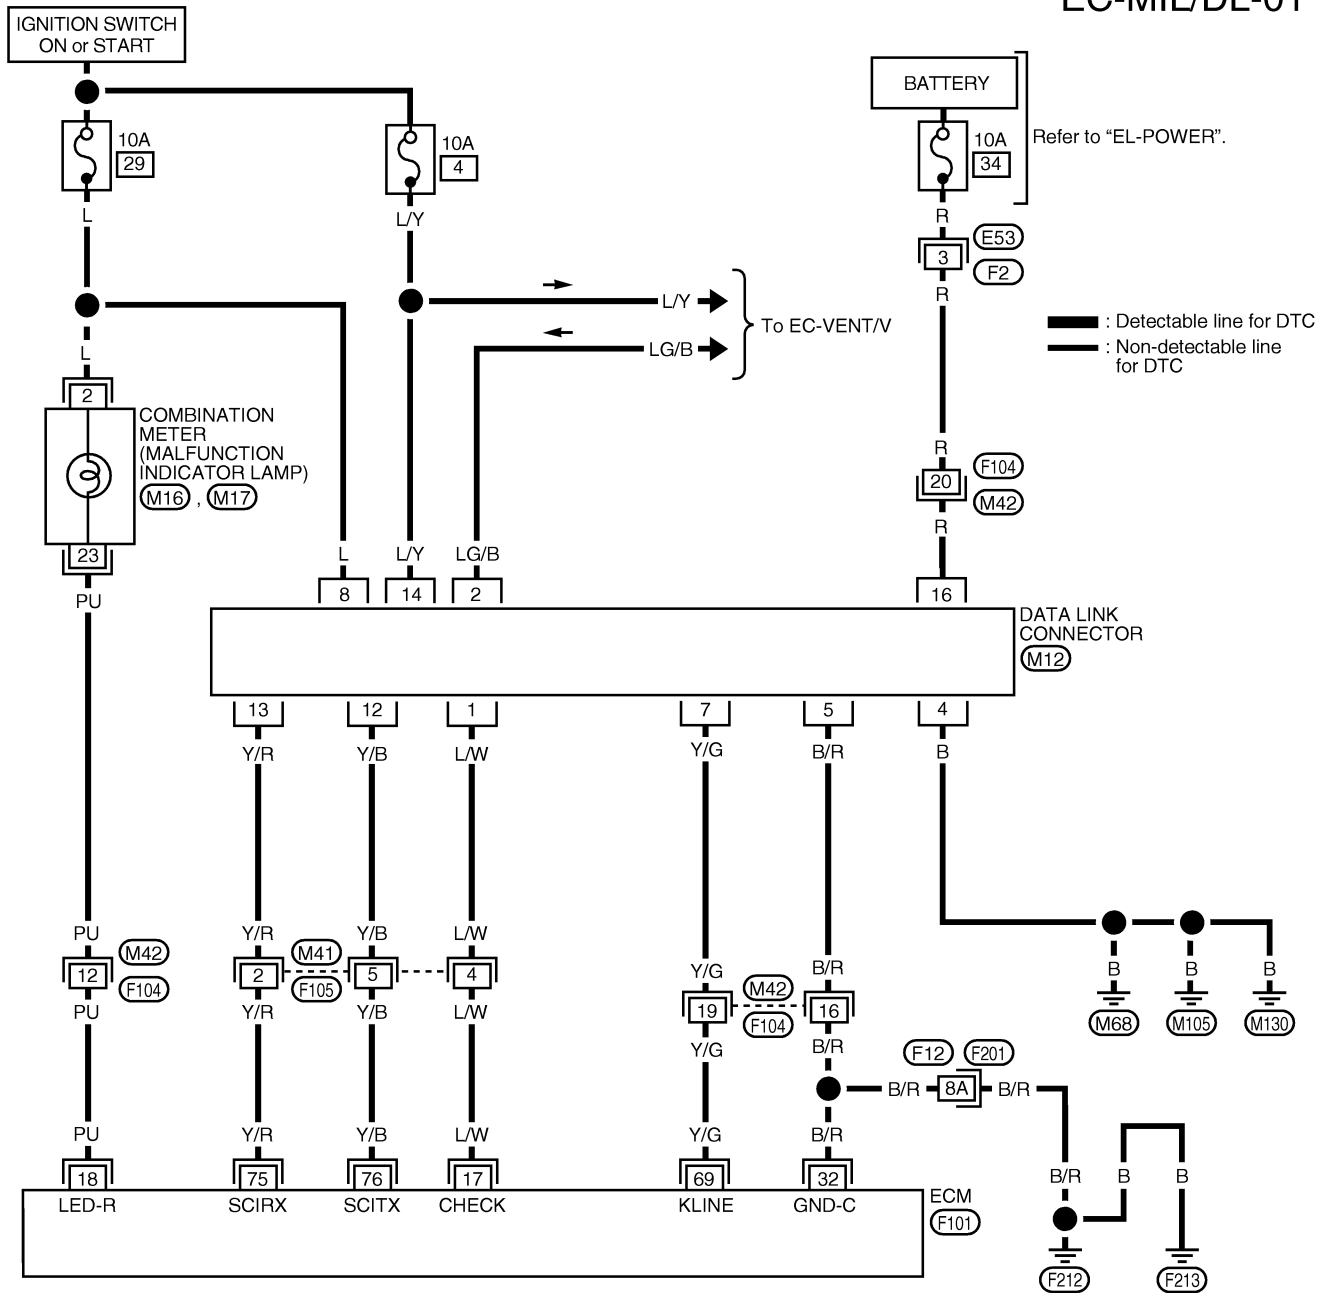 EC-MIL/DL-01
IGNITION SWITCH
ON or START
BATTERY
Refer to “EL-POWER”.
10A
29
10A
4
10A
34
L
L/Y
R
E53
3
F2
R
L/Y
LG/B
To EC-VENT/V
: Detectable line for DTC
: Non-detectable line
for DTC
L
2
COMBINATION
METER
(MALFUNCTION
INDICATOR LAMP)
M16 , M17
23
PU
R
F104
20
M42
R
L
L/Y
LG/B
8
14
2
16
DATA LINK
CONNECTOR
M12
13
12
1
7
5
4
Y/R
Y/B
L/W
Y/G
B/R
B
PU
Y/R
Y/B
L/W
M42
12
F104
2
M41
F105
5
4
PU
Y/R
Y/B
L/W
Y/G
B/R
19
M42
F104
16
Y/G
B/R
B
B
B
M68
M105
M130
F12
F201
B/R
8A
B/R
PU
Y/R
Y/B
L/W
Y/G
B/R
B/R
B
B
18
75
76
17
69
32
LED-R
SCIRX
SCITX
CHECK
KLINE
GND-C
ECM
F101
F212
F213